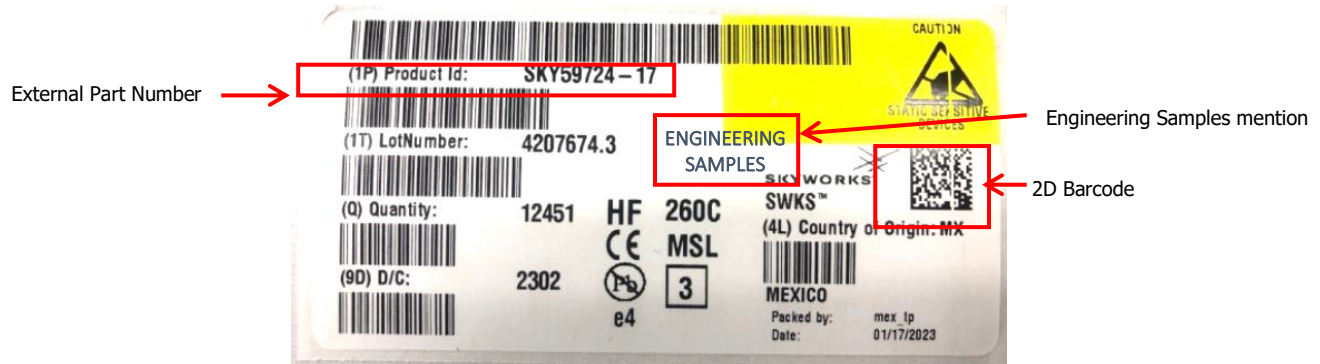 CAUTION
(1P) Product Id: SKY59724-17
External Part Number
STATIC SENSITIVE
DEVICES
Engineering Samples mention
(1T) LotNumber: 4207674.3
ENGINEERING
SAMPLES
SKYWORKS
2D Barcode
SWKS™
(Q) Quantity: 12451 HF 260C
(4L) Country of Origin: MX
CE MSL
(9D) D/C: 2302 Pb 3
MEXICO
e4
Packed by: mex_tp
Date: 01/17/2023